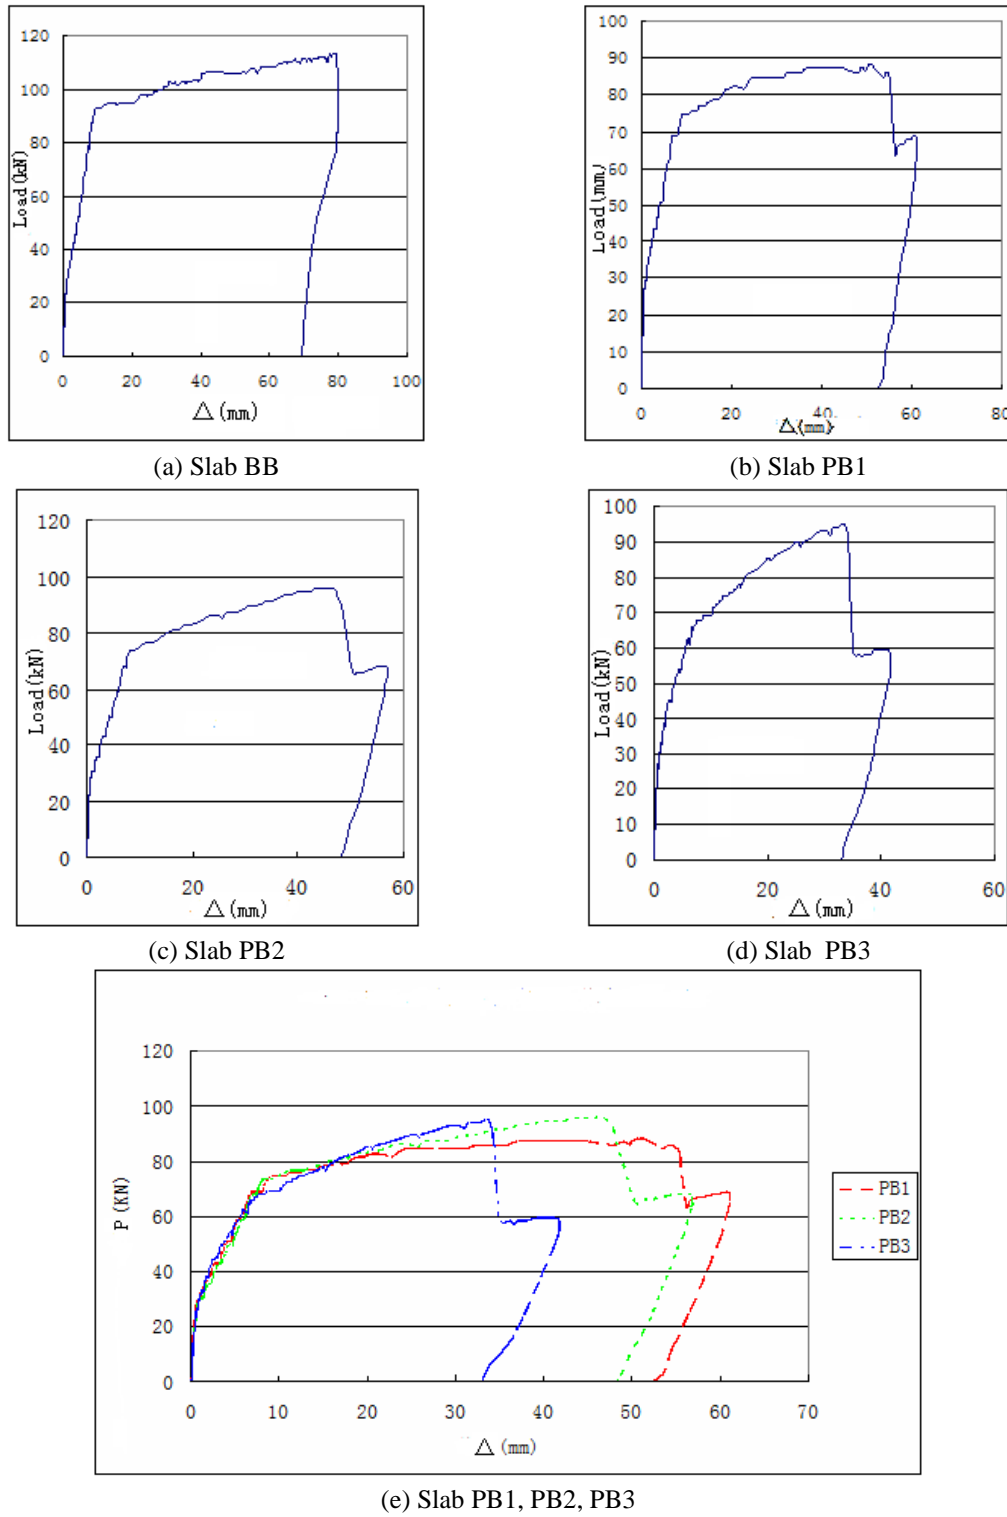 120
100
80
60
40
20
0
Load(kN)
0 20 40 60 80 100
△(mm)
(a) Slab BB
100
90
80
70
60
50
40
30
20
10
0
Load(mm)
0 20 40 60 80
△(mm)
(b) Slab PB1
120
100
80
60
40
20
0
Load(kN)
0 20 40 60
△(mm)
(c) Slab PB2
100
90
80
70
60
50
40
30
20
10
0
Load(kN)
0 20 40 60
△(mm)
(d) Slab PB3
120
100
80
60
40
20
0
P (KN)
0 10 20 30 40 50 60 70
△ (mm)
PB1
PB2
PB3
(e) Slab PB1, PB2, PB3